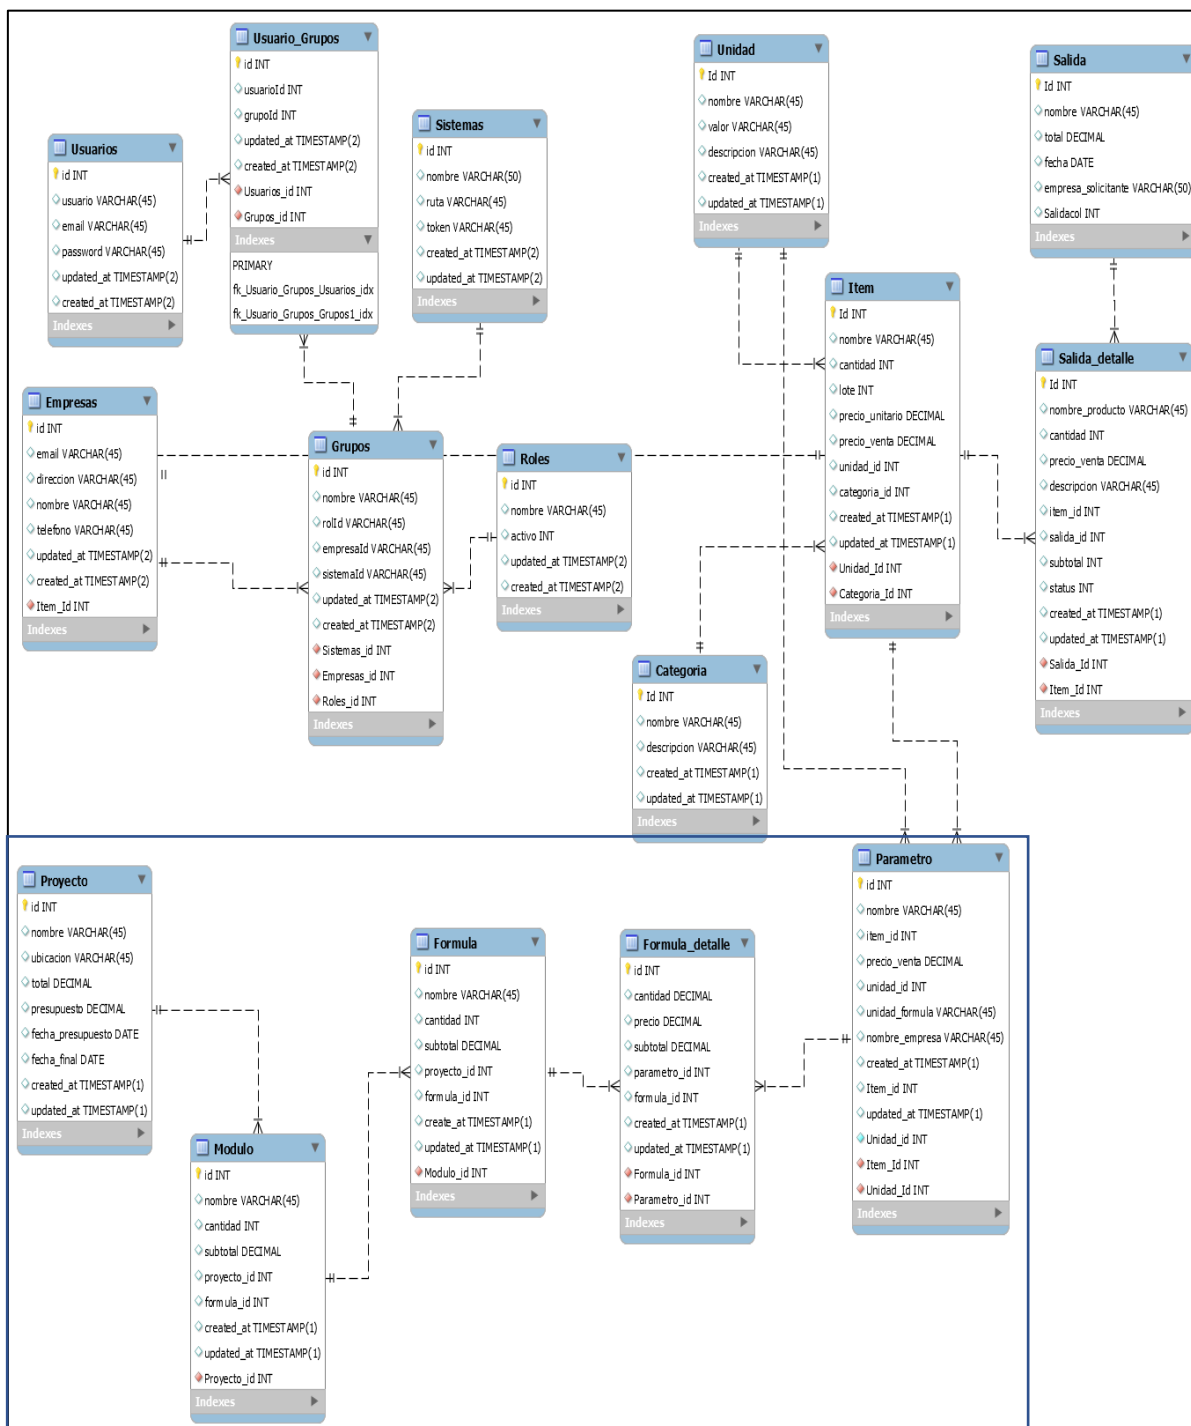 Usuario_Grupos
id INT
usuarioId INT
grupoId INT
updated_at TIMESTAMP(2)
created_at TIMESTAMP(2)
Usuarios_id INT
Grupos_id INT
Indexes
PRIMARY
fk_Usuario_Grupos_Usuarios_idx
fk_Usuario_Grupos_Grupos1_idx
Unidad
Id INT
nombre VARCHAR(45)
valor VARCHAR(45)
descripcion VARCHAR(45)
created_at TIMESTAMP(1)
updated_at TIMESTAMP(1)
Indexes
Salida
Id INT
nombre VARCHAR(45)
total DECIMAL
fecha DATE
empresa_solicitante VARCHAR(50)
Salidacol INT
Indexes
Usuarios
id INT
usuario VARCHAR(45)
email VARCHAR(45)
password VARCHAR(45)
updated_at TIMESTAMP(2)
created_at TIMESTAMP(2)
Indexes
Sistemas
id INT
nombre VARCHAR(50)
ruta VARCHAR(45)
token VARCHAR(45)
created_at TIMESTAMP(2)
updated_at TIMESTAMP(2)
Indexes
Item
Id INT
nombre VARCHAR(45)
cantidad INT
lote INT
precio_unitario DECIMAL
precio_venta DECIMAL
unidad_id INT
categoria_id INT
created_at TIMESTAMP(1)
updated_at TIMESTAMP(1)
Unidad_Id INT
Categoria_Id INT
Indexes
Salida_detalle
Id INT
nombre_producto VARCHAR(45)
cantidad INT
precio_venta DECIMAL
descripcion VARCHAR(45)
item_id INT
salida_id INT
subtotal INT
status INT
created_at TIMESTAMP(1)
updated_at TIMESTAMP(1)
Salida_Id INT
Item_Id INT
Indexes
Empresas
id INT
email VARCHAR(45)
direccion VARCHAR(45)
nombre VARCHAR(45)
telefono VARCHAR(45)
updated_at TIMESTAMP(2)
created_at TIMESTAMP(2)
Item_Id INT
Indexes
Grupos
id INT
nombre VARCHAR(45)
rolId VARCHAR(45)
empresaId VARCHAR(45)
sistemaId VARCHAR(45)
updated_at TIMESTAMP(2)
created_at TIMESTAMP(2)
Sistemas_id INT
Empresas_id INT
Roles_id INT
Indexes
Roles
id INT
nombre VARCHAR(45)
activo INT
updated_at TIMESTAMP(2)
created_at TIMESTAMP(2)
Indexes
Categoria
Id INT
nombre VARCHAR(45)
descripcion VARCHAR(45)
created_at TIMESTAMP(1)
updated_at TIMESTAMP(1)
Indexes
Proyecto
id INT
nombre VARCHAR(45)
ubicacion VARCHAR(45)
total DECIMAL
presupuesto DECIMAL
fecha_presupuesto DATE
fecha_final DATE
created_at TIMESTAMP(1)
updated_at TIMESTAMP(1)
Indexes
Modulo
id INT
nombre VARCHAR(45)
cantidad INT
subtotal DECIMAL
proyecto_id INT
formula_id INT
created_at TIMESTAMP(1)
updated_at TIMESTAMP(1)
Proyecto_id INT
Indexes
Formula
id INT
nombre VARCHAR(45)
cantidad INT
subtotal DECIMAL
proyecto_id INT
formula_id INT
create_at TIMESTAMP(1)
updated_at TIMESTAMP(1)
Modulo_id INT
Indexes
Formula_detalle
id INT
cantidad DECIMAL
precio DECIMAL
subtotal DECIMAL
parametro_id INT
formula_id INT
created_at TIMESTAMP(1)
updated_at TIMESTAMP(1)
Formula_id INT
Parametro_id INT
Indexes
Parametro
id INT
nombre VARCHAR(45)
item_id INT
precio_venta DECIMAL
unidad_id INT
unidad_formula VARCHAR(45)
nombre_empresa VARCHAR(45)
created_at TIMESTAMP(1)
Item_id INT
updated_at TIMESTAMP(1)
Unidad_id INT
Item_Id INT
Unidad_Id INT
Indexes